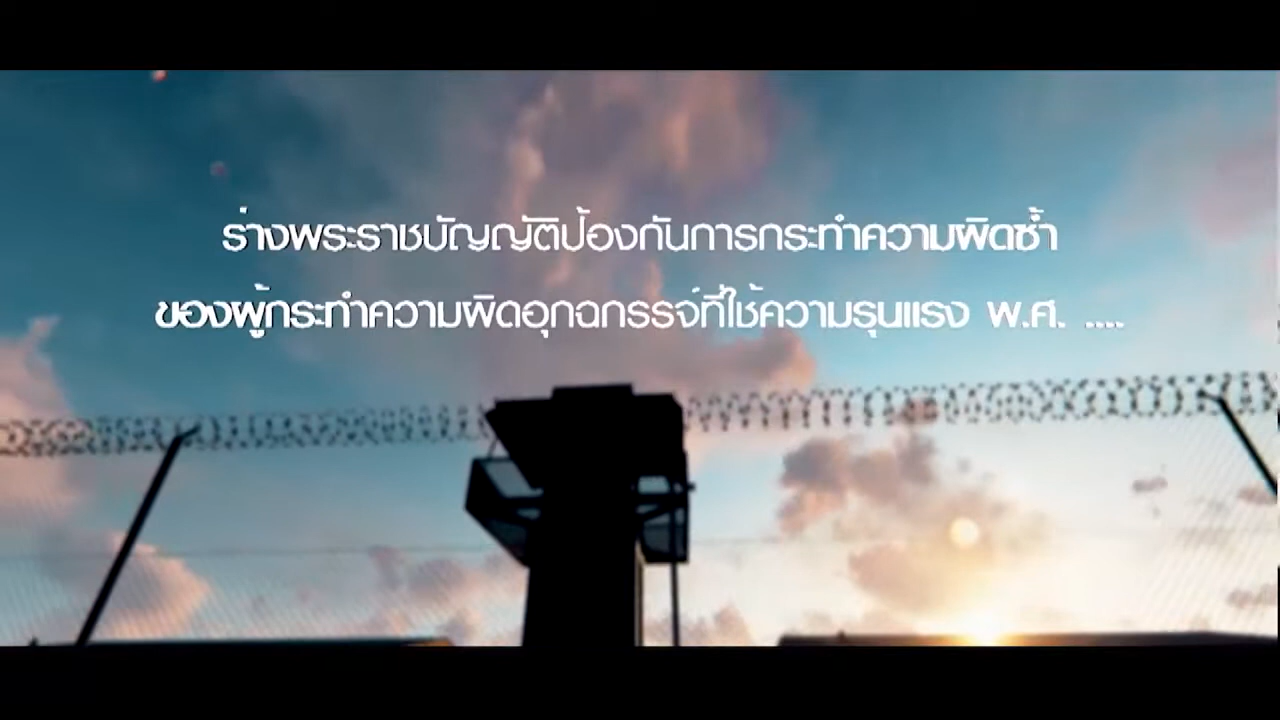 ร่างพระราชบัญญัติป้องกันการกระทำความผิดซ้ำ
ของผู้กระทำความผิดอุกฉกรรจ์ที่ใช้ความรุนแรง พ.ศ. ....